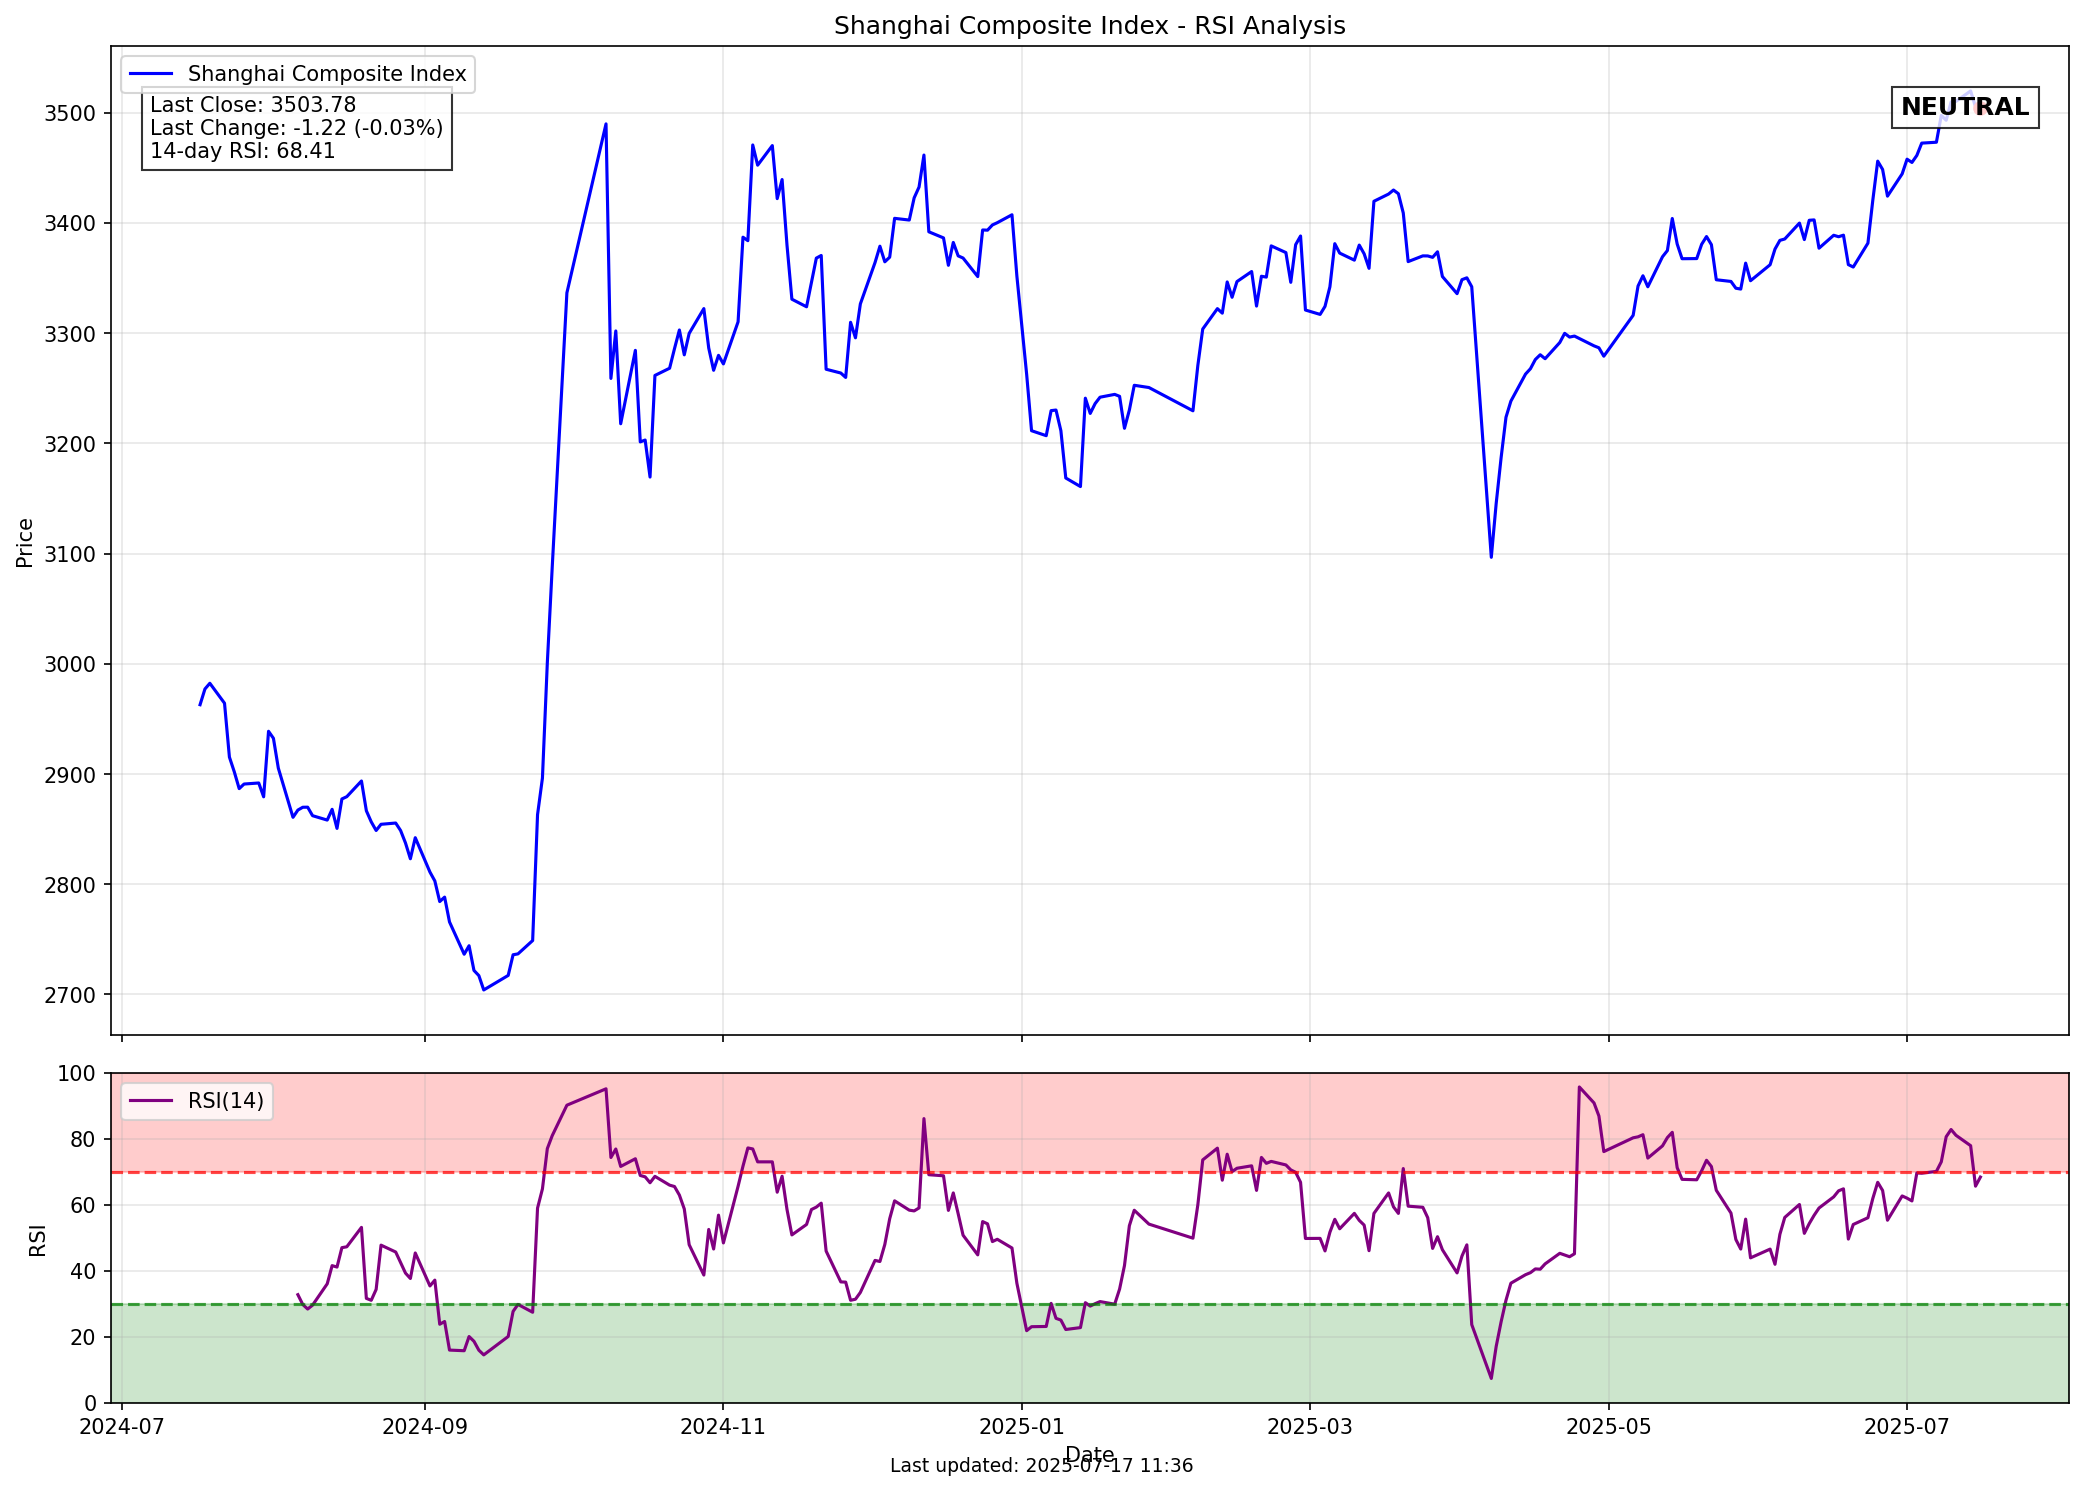 Shanghai Composite Index - RSI Analysis
Shanghai Composite Index
Last Close: 3503.78
Last Change: -1.22 (-0.03%)
14-day RSI: 68.41
NEUTRAL
Price
3500
3400
3300
3200
3100
3000
2900
2800
2700
RSI(14)
RSI
100
80
60
40
20
0
2024-07
2024-09
2024-11
2025-01
2025-03
2025-05
2025-07
Date
Last updated: 2025-07-17 11:36